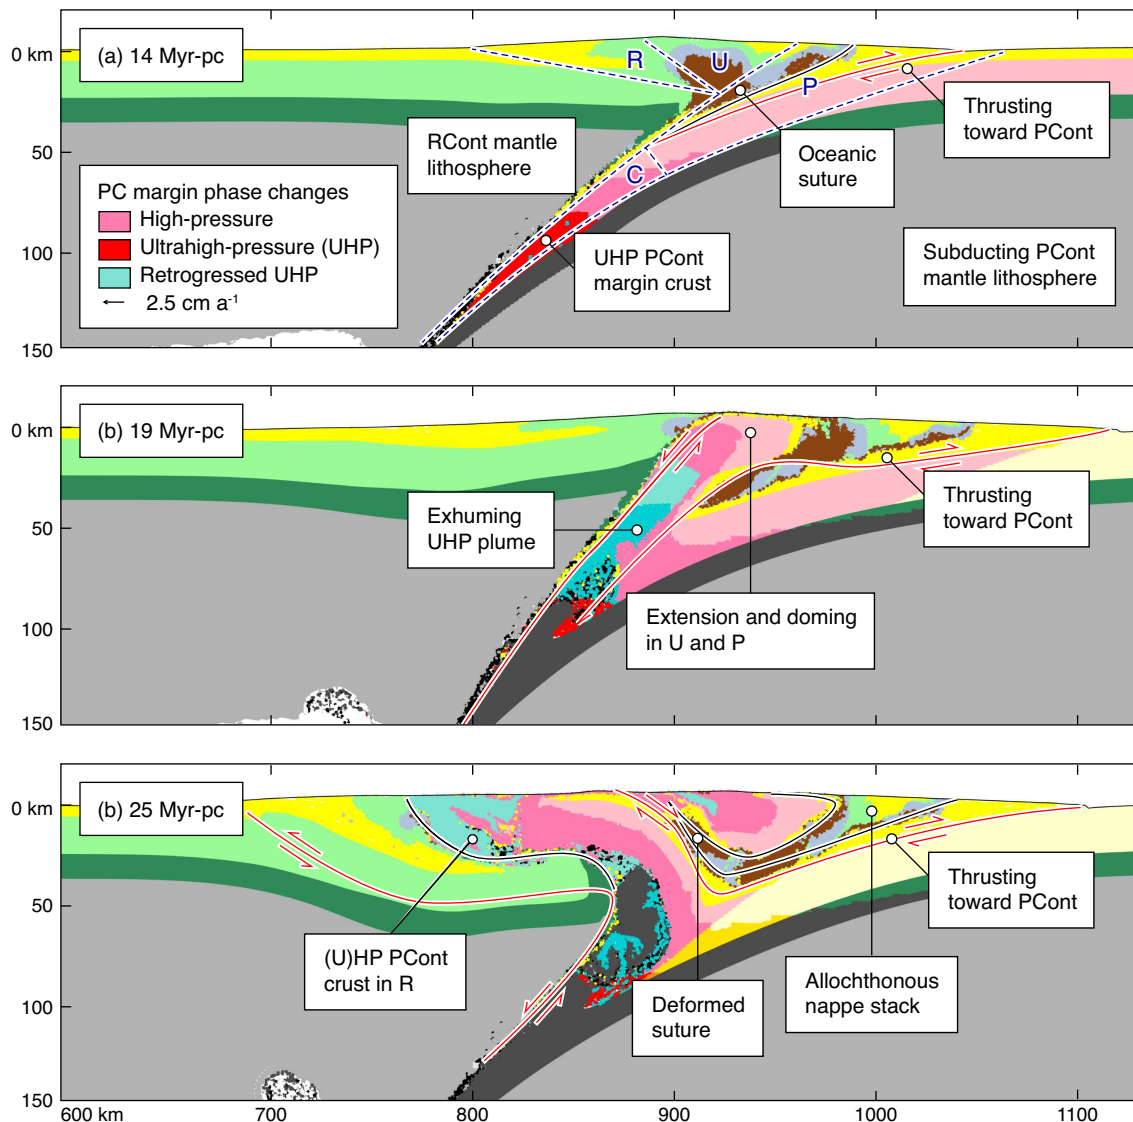 (a) 14 Myr-pc
0 km
50
100
150
R
U
P
C
RCont mantle
lithosphere
Thrusting
toward PCont
Oceanic
suture
PC margin phase changes
High-pressure
Ultrahigh-pressure (UHP)
Retrogressed UHP
2.5 cm a⁻¹
UHP PCont
margin crust
Subducting PCont
mantle lithosphere
(b) 19 Myr-pc
0 km
50
100
150
Exhuming
UHP plume
Thrusting
toward PCont
Extension and doming
in U and P
(b) 25 Myr-pc
0 km
50
100
150
(U)HP PCont
crust in R
Deformed
suture
Allochthonous
nappe stack
Thrusting
toward PCont
600 km
700
800
900
1000
1100